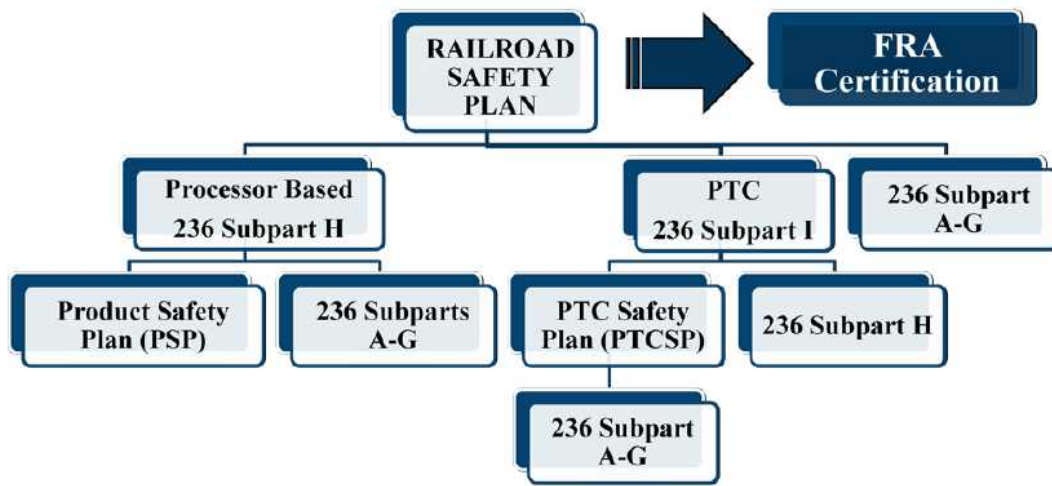 RAILROAD
SAFETY
PLAN
FRA
Certification
Processor Based
236 Subpart H
PTC
236 Subpart I
236 Subpart
A-G
Product Safety
Plan (PSP)
236 Subparts
A-G
PTC Safety
Plan (PTCSP)
236 Subpart H
236 Subpart
A-G